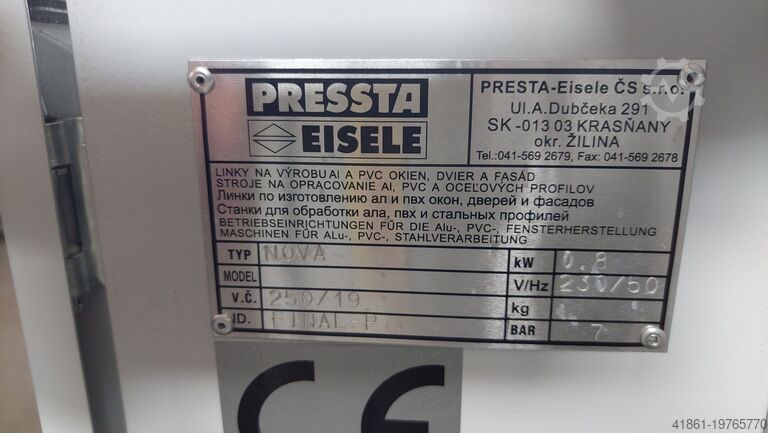 PRESSTA
EISELE
PRESTA-Eisele ČS s.r.o.
Ul.A.Dubčeka 291
SK -013 03 KRASŇANY
okr. ŽILINA
Tel.:041-569 2679, Fax: 041-569 2678
LINKY NA VÝROBU Al A PVC OKIEN, DVIER A FASÁD
STROJE NA OPRACOVANIE Al, PVC A OCEĽOVÝCH PROFILOV
Линки по изготовлению ал и пвх окон, дверей и фасадов
Станки для обработки ала, пвх и стальных профилей
BETRIEBSEINRICHTUNGEN FÜR DIE Alu-, PVC-, FENSTERHERSTELLUNG
MASCHINEN FÜR Alu-, PVC-, STAHLVERARBEITUNG
TYP NOVA kW 0.8
MODEL V/Hz 230/50
V.Č. 250/19 kg
ID. FINAL P BAR 7
CE
41861-19765770